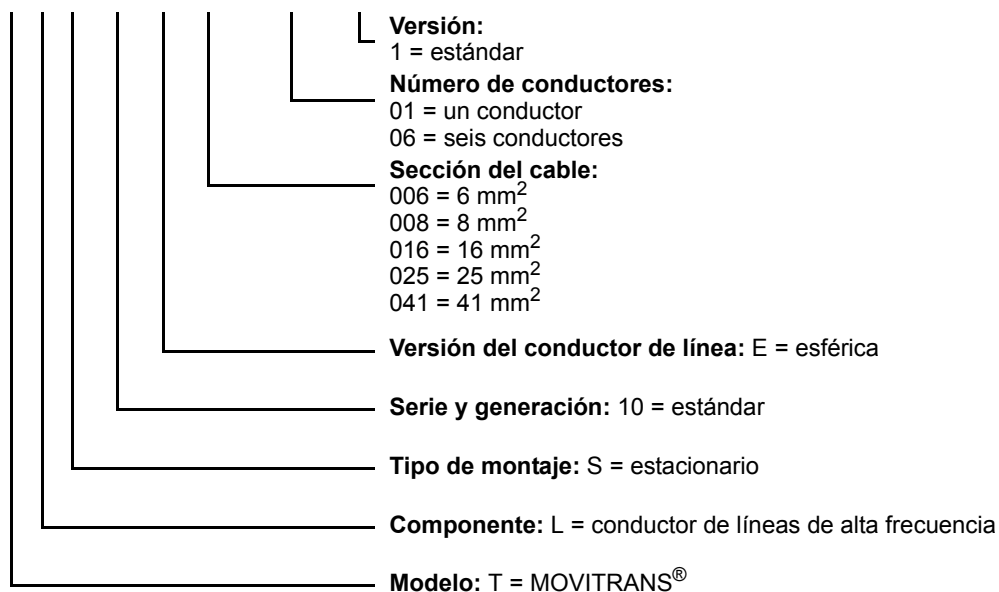 Versión:
1 = estándar
Número de conductores:
01 = un conductor
06 = seis conductores
Sección del cable:
006 = 6 mm²
008 = 8 mm²
016 = 16 mm²
025 = 25 mm²
041 = 41 mm²
Versión del conductor de línea: E = esférica
Serie y generación: 10 = estándar
Tipo de montaje: S = estacionario
Componente: L = conductor de líneas de alta frecuencia
Modelo: T = MOVITRANS®